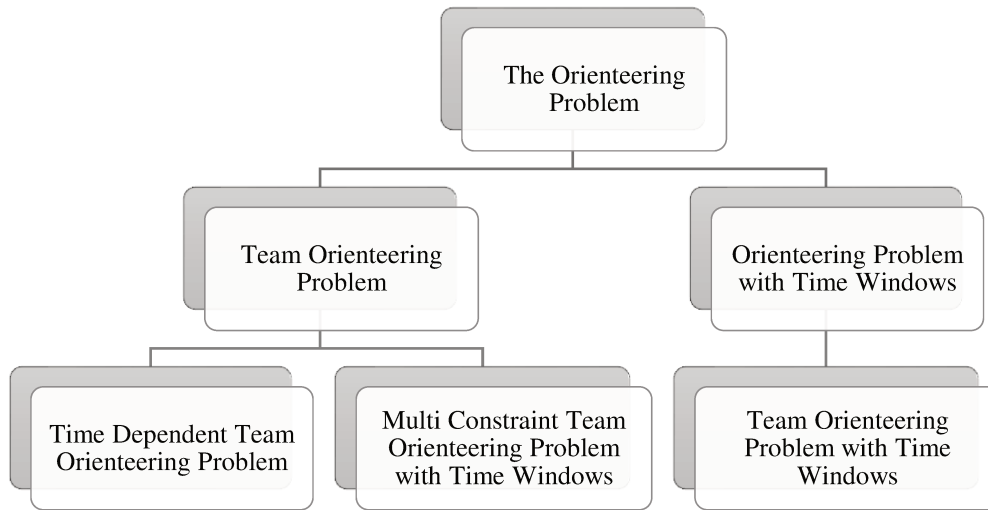 The Orienteering
Problem
Team Orienteering
Problem
Orienteering Problem
with Time Windows
Time Dependent Team
Orienteering Problem
Multi Constraint Team
Orienteering Problem
with Time Windows
Team Orienteering
Problem with Time
Windows